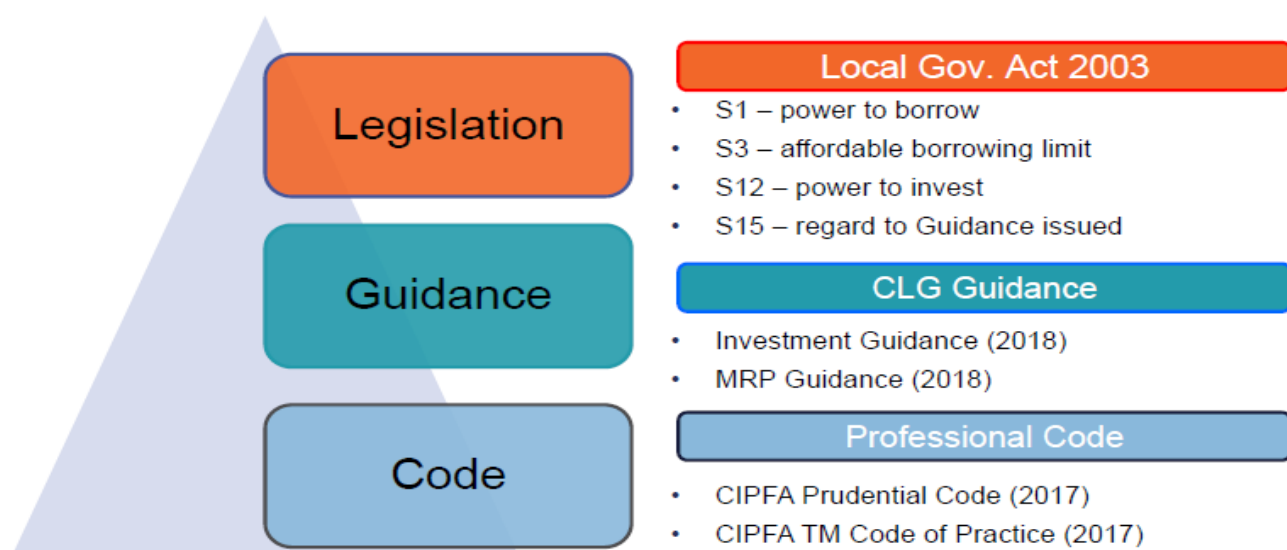 Legislation
Local Gov. Act 2003
• S1 – power to borrow
• S3 – affordable borrowing limit
• S12 – power to invest
• S15 – regard to Guidance issued
Guidance
CLG Guidance
• Investment Guidance (2018)
• MRP Guidance (2018)
Code
Professional Code
• CIPFA Prudential Code (2017)
• CIPFA TM Code of Practice (2017)